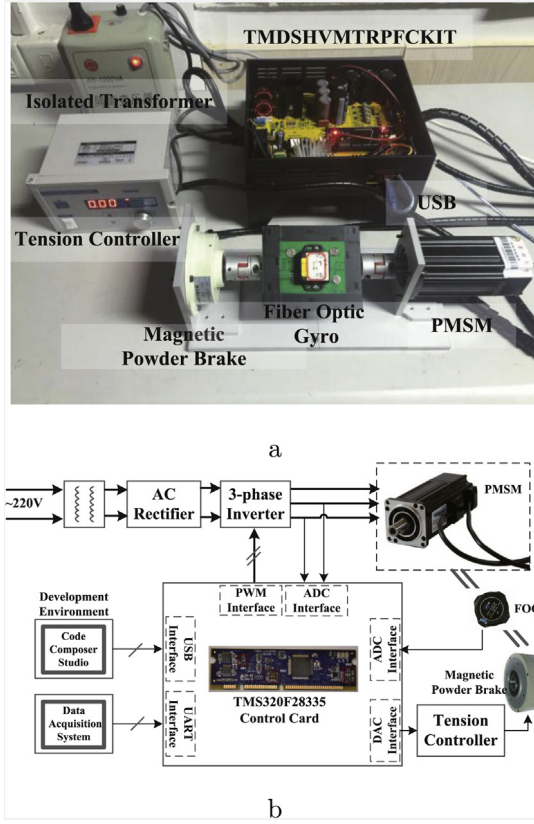 TMDSHVMTRPFCKIT
Isolated Transformer
0.00
USB
Tension Controller
Fiber Optic
Gyro
PMSM
Magnetic
Powder Brake
a
~220V
AC
Rectifier
3-phase
Inverter
PMSM
PWM
Interface
ADC
Interface
Development
Environment
Code
Composer
Studio
USB
Interface
ADC
Interface
FOG
Magnetic
Powder Brake
TMS320F28335
Control Card
Data
Acquisition
System
UART
Interface
DAC
Interface
Tension
Controller
b